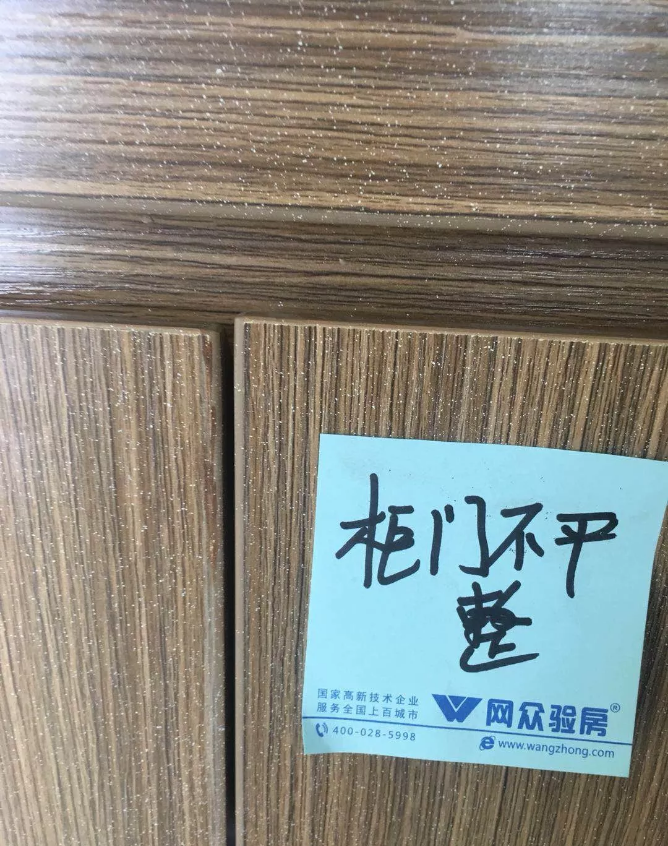 柜门不平
整
国家高新技术企业
服务全国上百城市
网众验房®
400-028-5998
www.wangzhong.com